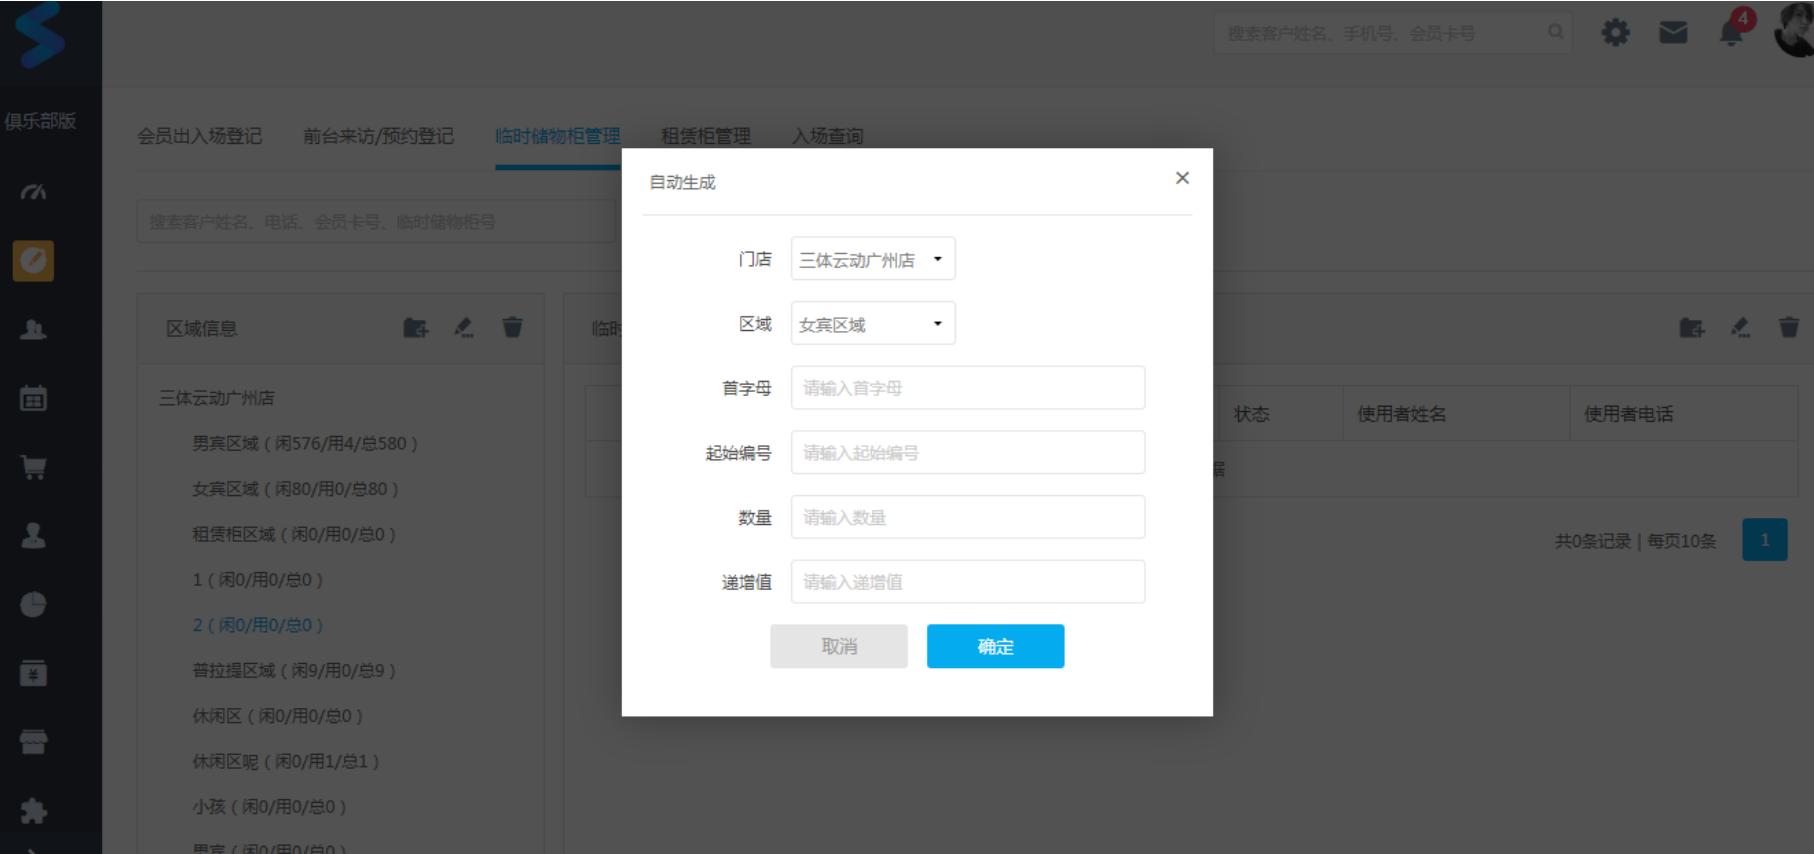 搜索客户姓名、手机号、会员卡号
4
俱乐部版
会员出入场登记
前台来访/预约登记
临时储物柜管理
租赁柜管理
入场查询
搜索客户姓名、电话、会员卡号、临时储物柜号
区域信息
三体云动广州店
男宾区域（闲576/用4/总580）
女宾区域（闲80/用0/总80）
租赁柜区域（闲0/用0/总0）
1（闲0/用0/总0）
2（闲0/用0/总0）
普拉提区域（闲9/用0/总9）
休闲区（闲0/用0/总0）
休闲区呢（闲0/用1/总1）
小孩（闲0/用0/总0）
男宾（闲0/用0/总0）
临时
状态
使用者姓名
使用者电话
据
共0条记录 | 每页10条
1
自动生成
×
门店
三体云动广州店
区域
女宾区域
首字母
请输入首字母
起始编号
请输入起始编号
数量
请输入数量
递增值
请输入递增值
取消
确定